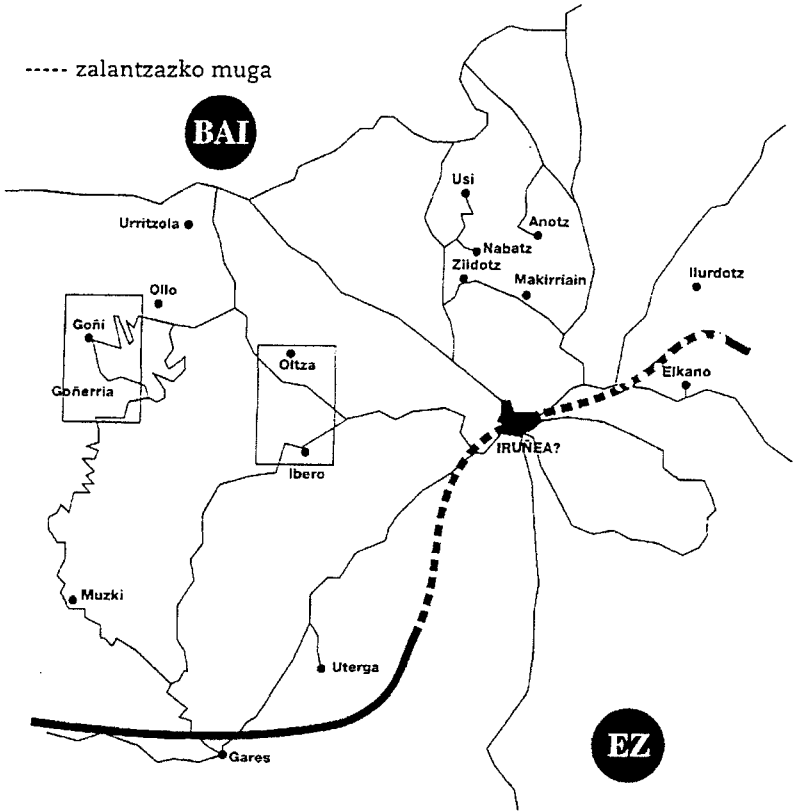 ----- zalantzazko muga
BAI
Usi
Urritzola
Anotz
Nabatz
Zildotz
Makirriain
Ilurdotz
Ollo
Goñi
Oltza
Elkano
Goñerria
IRUÑEA?
Ibero
Muzki
Uterga
EZ
Gares